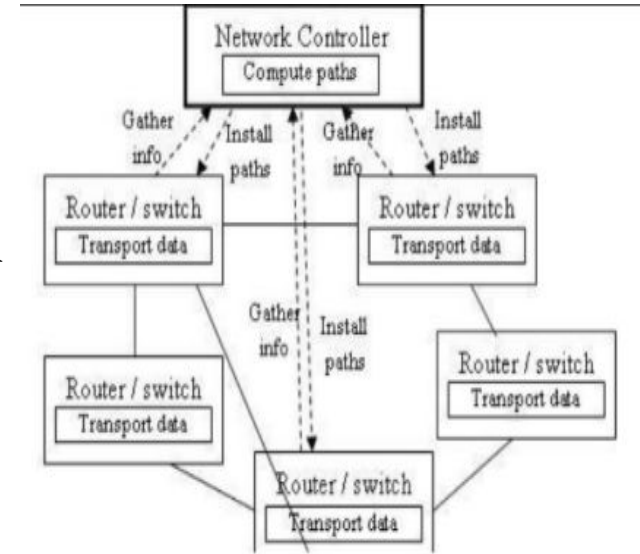 Network Controller
Compute paths
Gather
info
Install
paths
Gather
info
Install
paths
Router / switch
Transport data
Router / switch
Transport data
Gather
info
Install
paths
Router / switch
Transport data
Router / switch
Transport data
Router / switch
Transport data